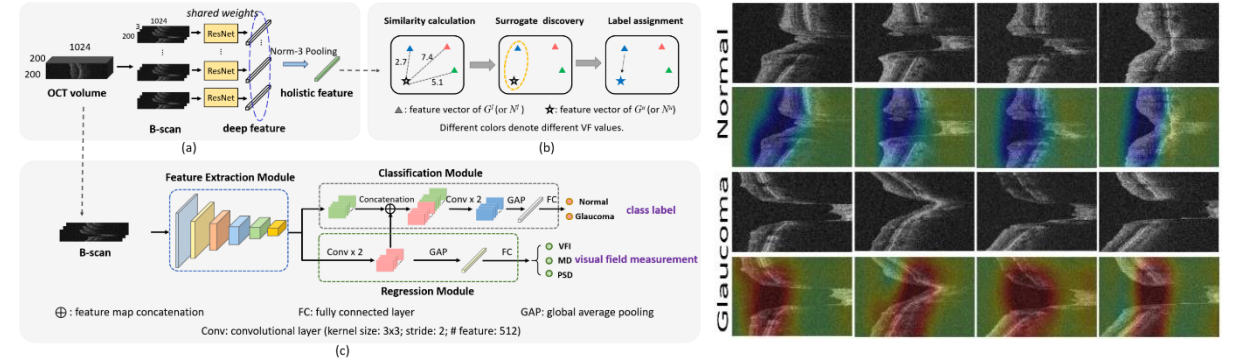 shared weights
1024
3
200
ResNet
1024
200
200
ResNet
ResNet
Norm-3 Pooling
OCT volume
holistic feature
B-scan
deep feature
(a)
Similarity calculation
Surrogate discovery
Label assignment
2.7
7.4
5.1
: feature vector of Gˡ (or Nˡ)
: feature vector of Gᵘ (or Nᵘ)
Different colors denote different VF values.
(b)
Feature Extraction Module
Classification Module
Concatenation
Conv x 2
GAP
FC
Normal
Glaucoma
class label
B-scan
Conv x 2
GAP
FC
VFI
MD
PSD
visual field measurement
Regression Module
⊕ : feature map concatenation
FC: fully connected layer
GAP: global average pooling
Conv: convolutional layer (kernel size: 3x3; stride: 2; # feature: 512)
(c)
Normal
Glaucoma